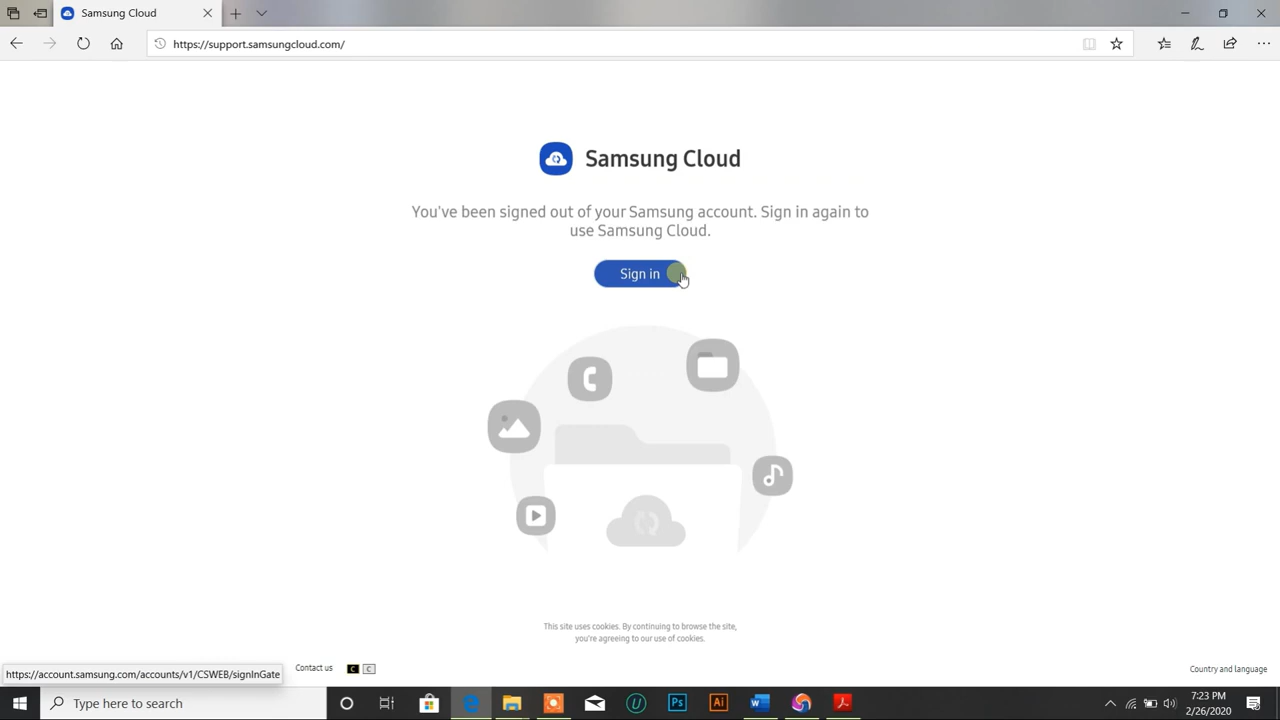 Samsung Cloud
https://support.samsungcloud.com/
Samsung Cloud
You've been signed out of your Samsung account. Sign in again to
use Samsung Cloud.
Sign in
This site uses cookies. By continuing to browse the site,
you're agreeing to our use of cookies.
https://account.samsung.com/accounts/v1/CSWEB/signInGate
Contact us
C C
Country and language
Type here to search
U
Ps
Ai
W
7:23 PM
2/26/2020